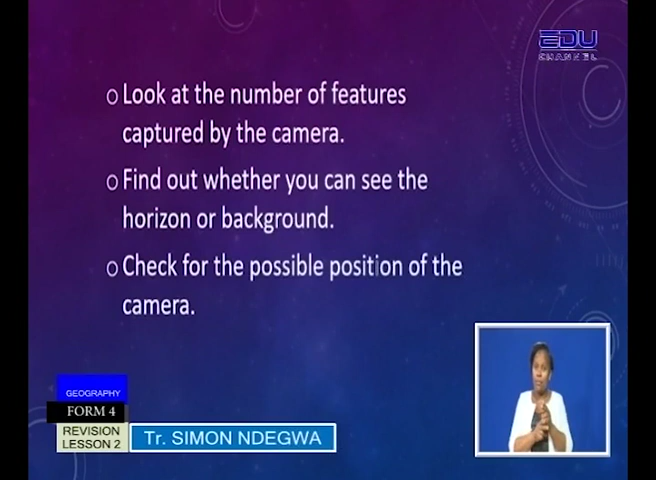 EDU
CHANNEL
o Look at the number of features
captured by the camera.
o Find out whether you can see the
horizon or background.
o Check for the possible position of the
camera.
GEOGRAPHY
FORM 4
REVISION
LESSON 2
Tr. SIMON NDEGWA